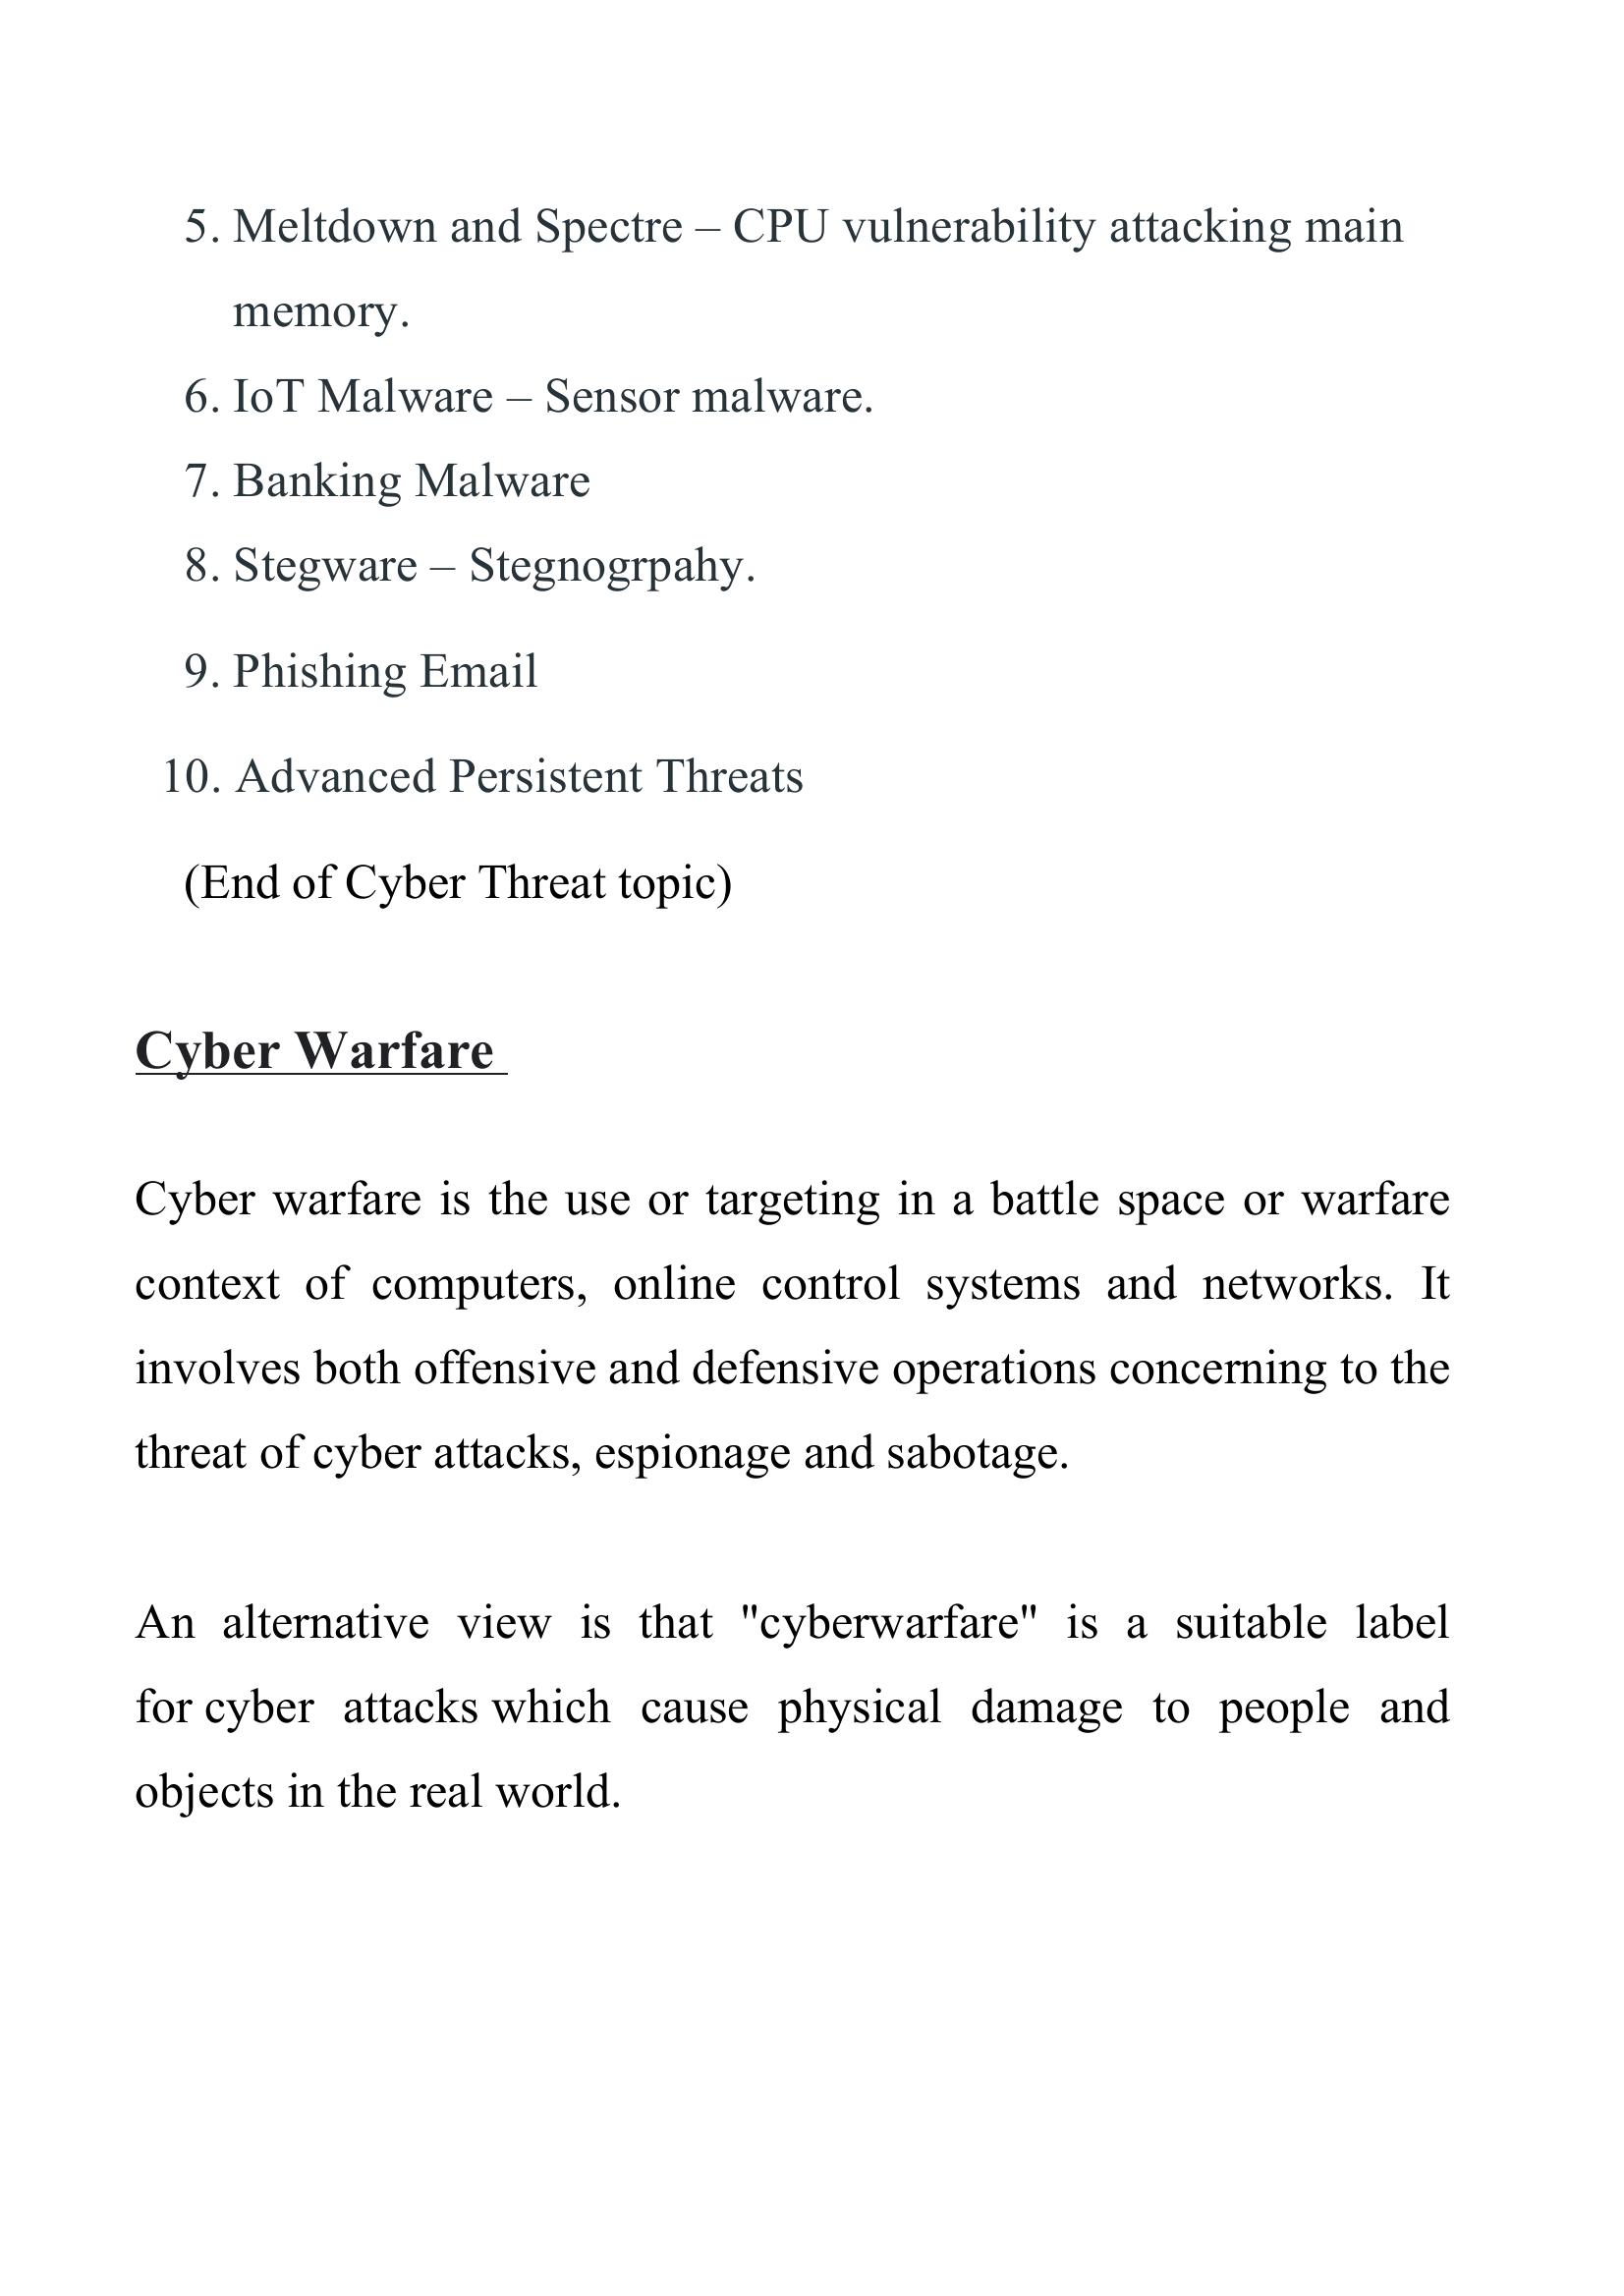 5. Meltdown and Spectre – CPU vulnerability attacking main
memory.
6. IoT Malware – Sensor malware.
7. Banking Malware
8. Stegware – Stegnogrpahy.
9. Phishing Email
10. Advanced Persistent Threats
(End of Cyber Threat topic)
Cyber Warfare
Cyber warfare is the use or targeting in a battle space or warfare
context of computers, online control systems and networks. It
involves both offensive and defensive operations concerning to the
threat of cyber attacks, espionage and sabotage.
An alternative view is that "cyberwarfare" is a suitable label
for cyber attacks which cause physical damage to people and
objects in the real world.